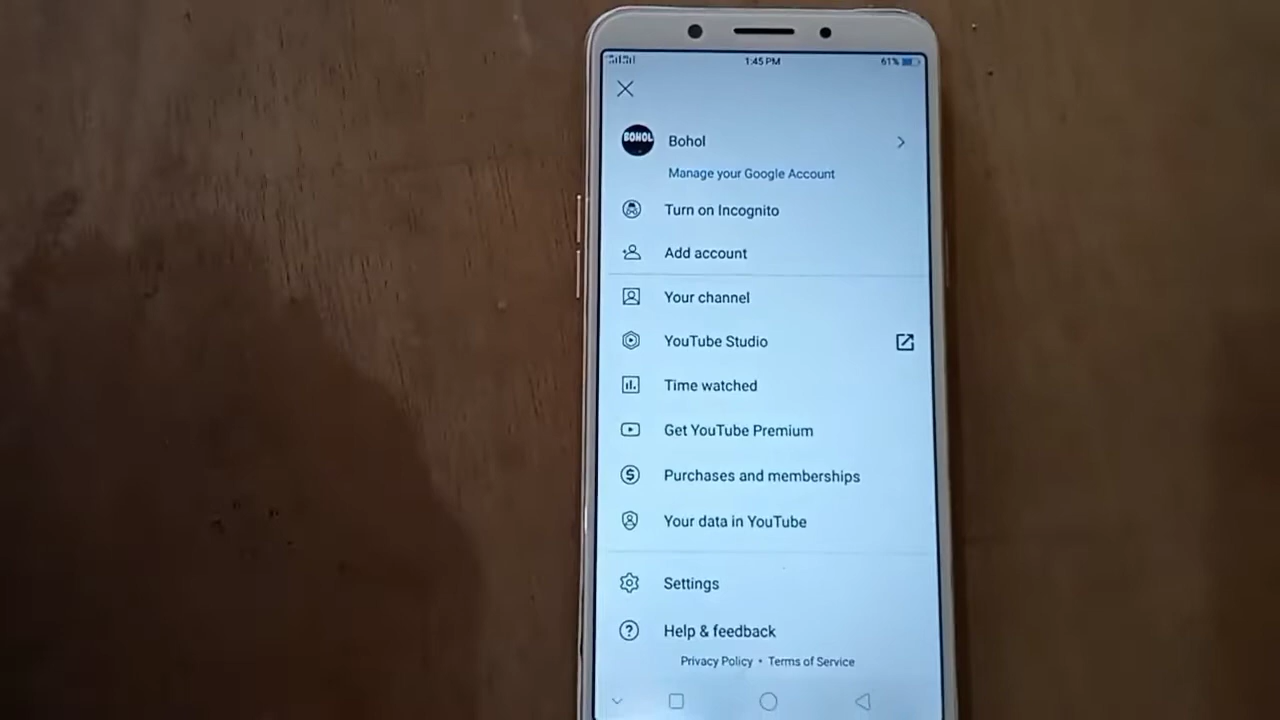 1:45 PM
61%
BOHOL
Bohol
Manage your Google Account
Turn on Incognito
Add account
Your channel
YouTube Studio
Time watched
Get YouTube Premium
Purchases and memberships
Your data in YouTube
Settings
Help & feedback
Privacy Policy • Terms of Service